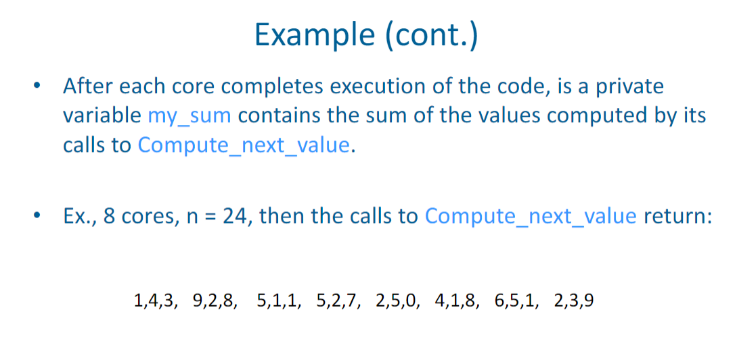 Example (cont.)
• After each core completes execution of the code, is a private
variable my_sum contains the sum of the values computed by its
calls to Compute_next_value.
• Ex., 8 cores, n = 24, then the calls to Compute_next_value return:
1,4,3, 9,2,8, 5,1,1, 5,2,7, 2,5,0, 4,1,8, 6,5,1, 2,3,9